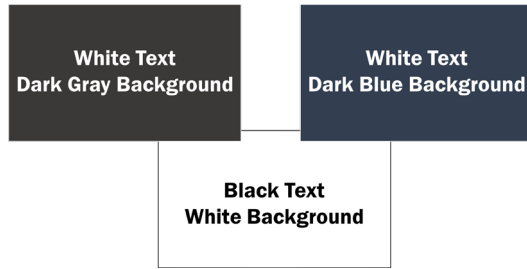 White Text
Dark Gray Background
White Text
Dark Blue Background
Black Text
White Background